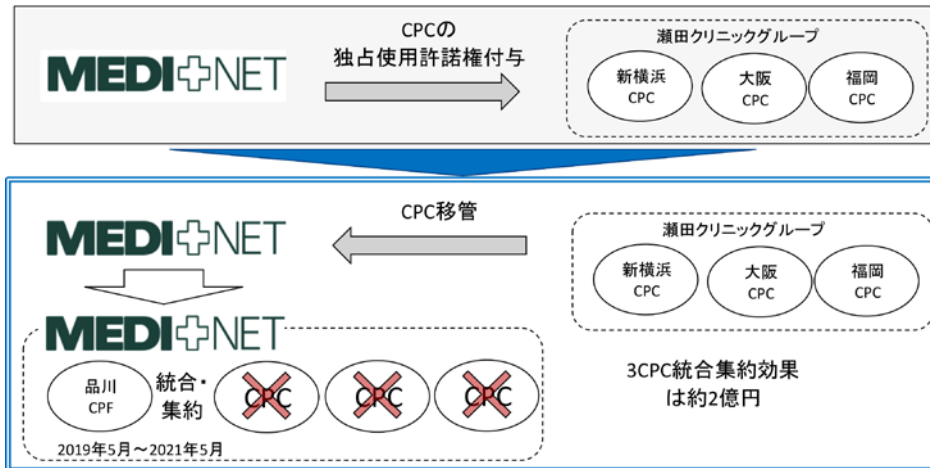 MEDI+NET
CPCの
独占使用許諾権付与
瀬田クリニックグループ
新横浜
CPC
大阪
CPC
福岡
CPC
MEDI+NET
CPC移管
瀬田クリニックグループ
新横浜
CPC
大阪
CPC
福岡
CPC
MEDI+NET
品川
CPF
統合・
集約
CPC
CPC
CPC
2019年5月～2021年5月
3CPC統合集約効果
は約2億円